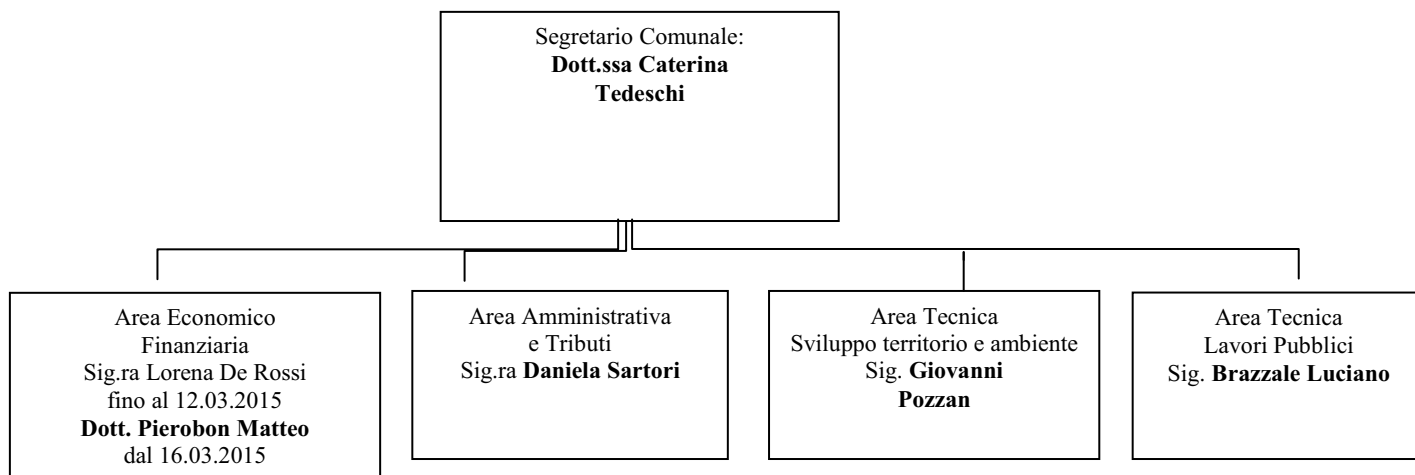 Segretario Comunale:
Dott.ssa Caterina
Tedeschi
Area Economico
Finanziaria
Sig.ra Lorena De Rossi
fino al 12.03.2015
Dott. Pierobon Matteo
dal 16.03.2015
Area Amministrativa
e Tributi
Sig.ra Daniela Sartori
Area Tecnica
Sviluppo territorio e ambiente
Sig. Giovanni
Pozzan
Area Tecnica
Lavori Pubblici
Sig. Brazzale Luciano